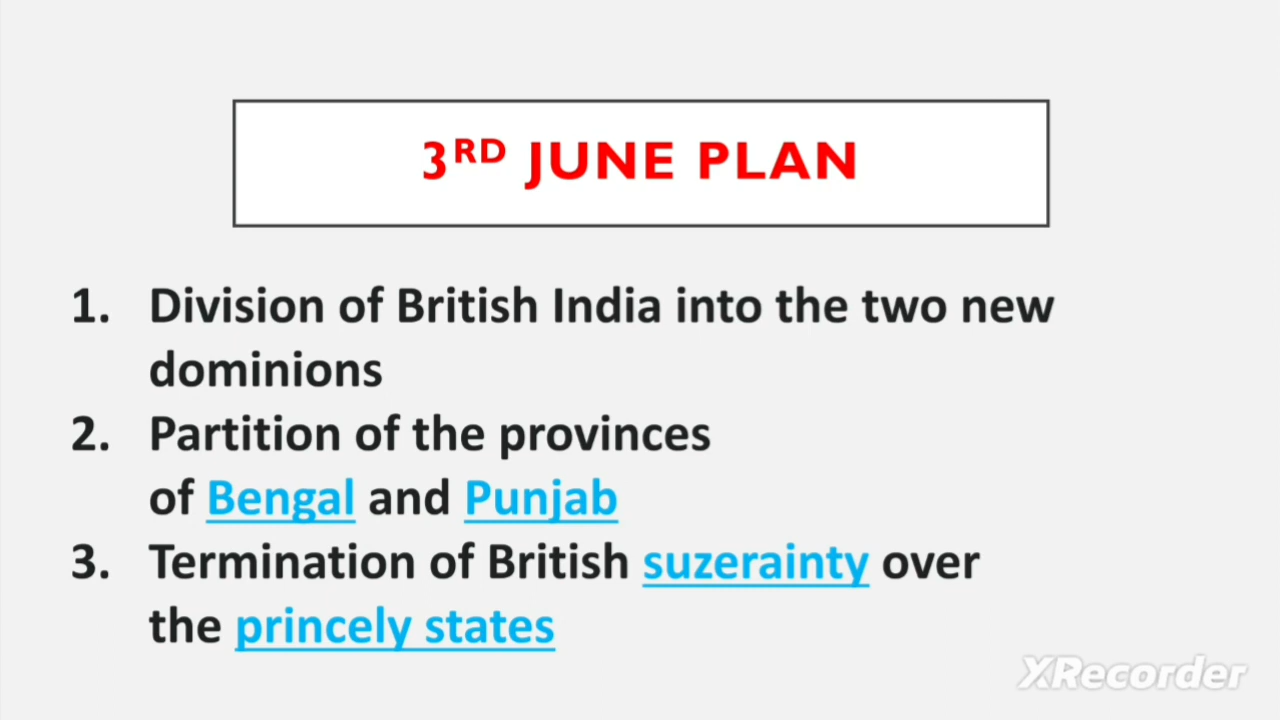 3RD JUNE PLAN
1. Division of British India into the two new
dominions
2. Partition of the provinces
of Bengal and Punjab
3. Termination of British suzerainty over
the princely states
XRecorder